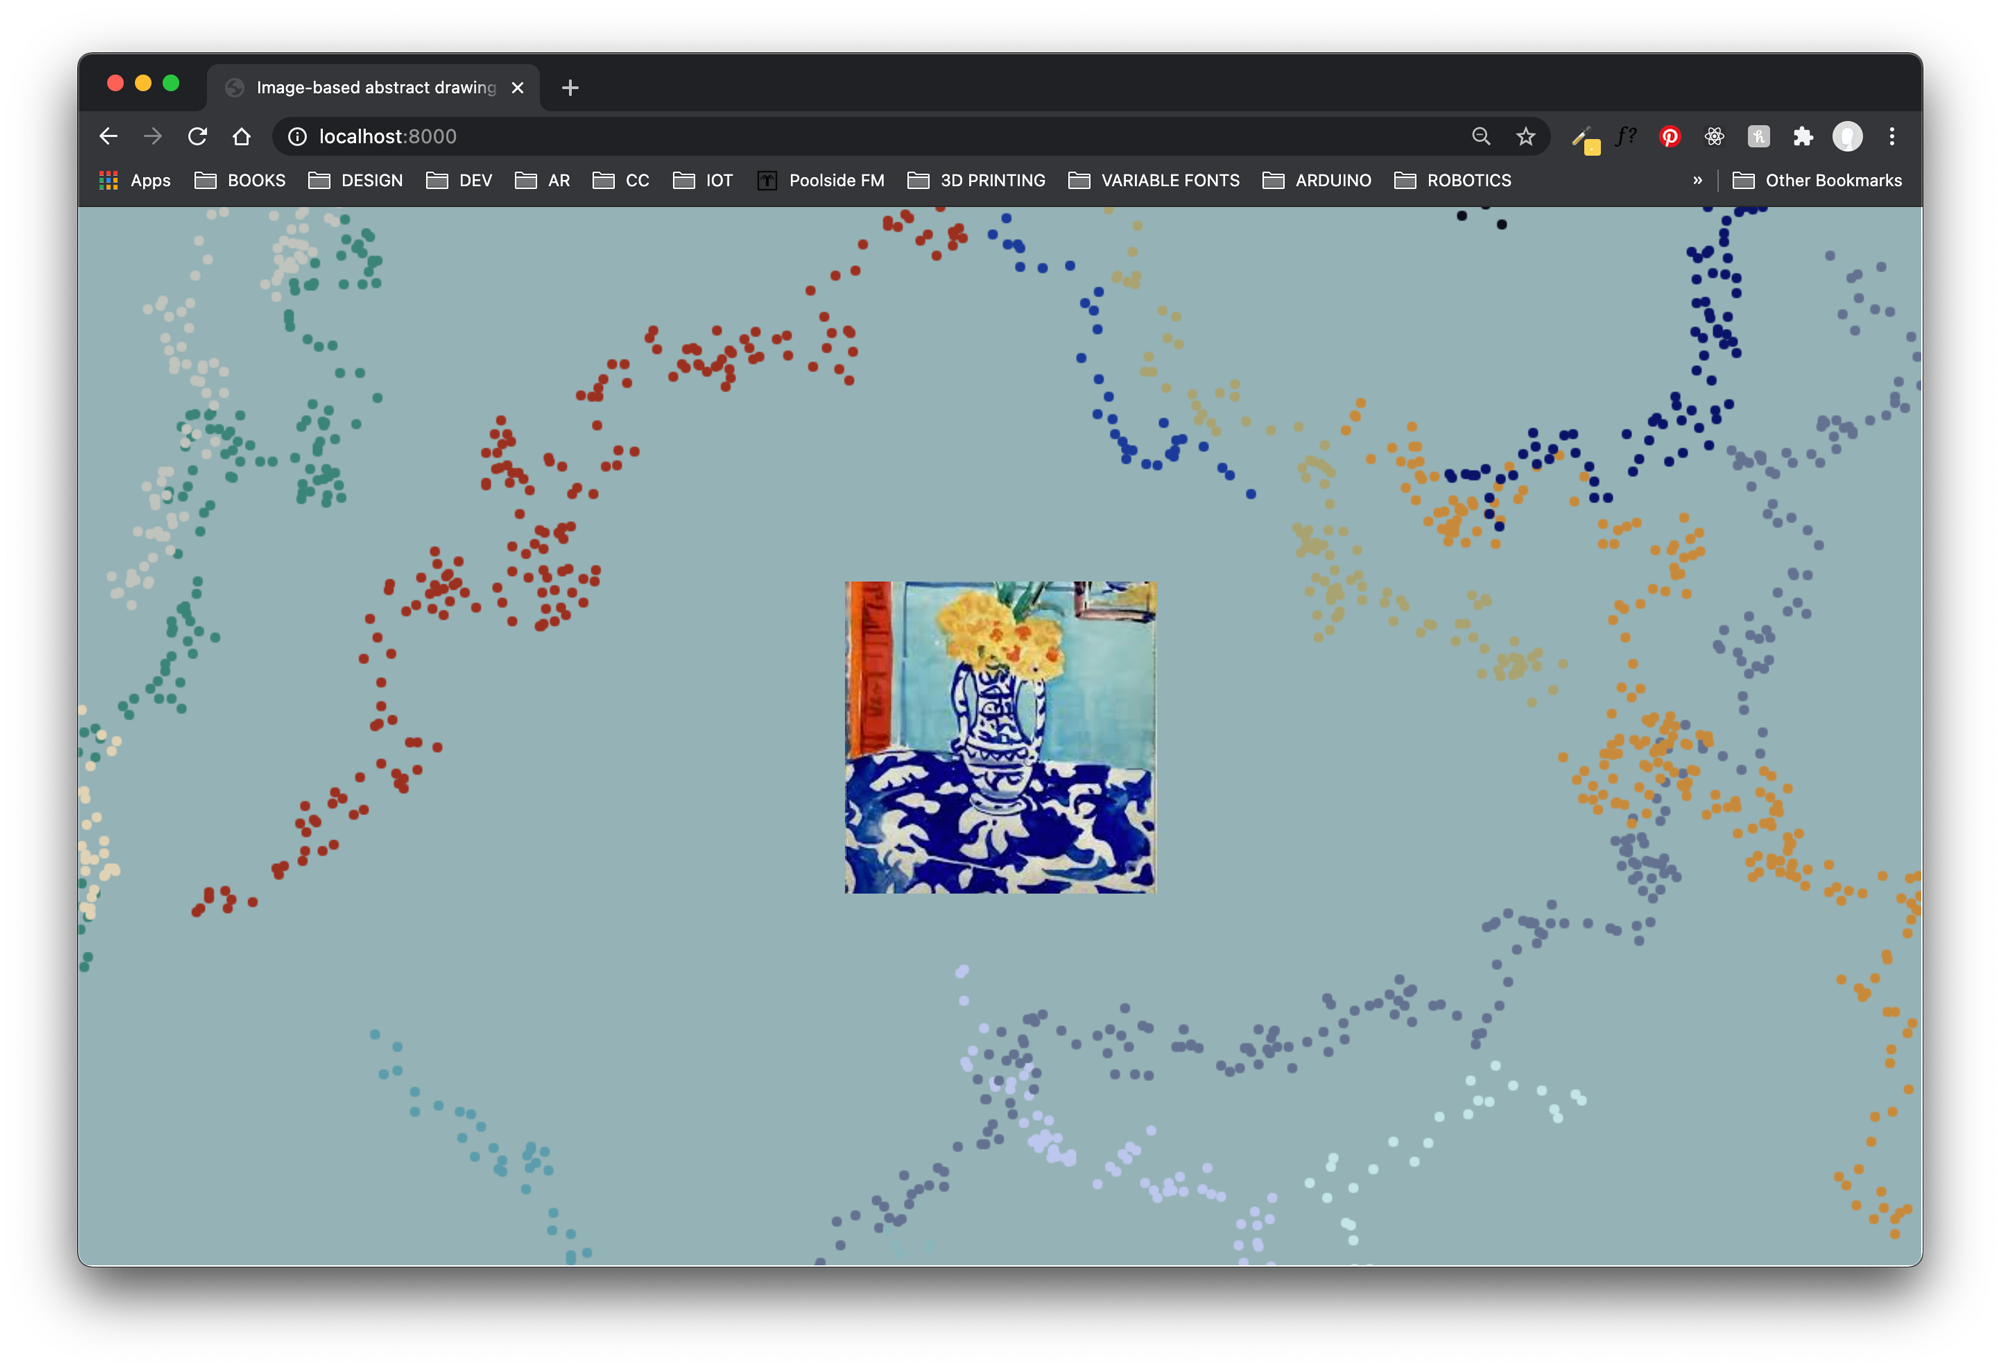 Image-based abstract drawing
localhost:8000
f?
Apps BOOKS DESIGN DEV AR CC IOT Poolside FM 3D PRINTING VARIABLE FONTS ARDUINO ROBOTICS » Other Bookmarks